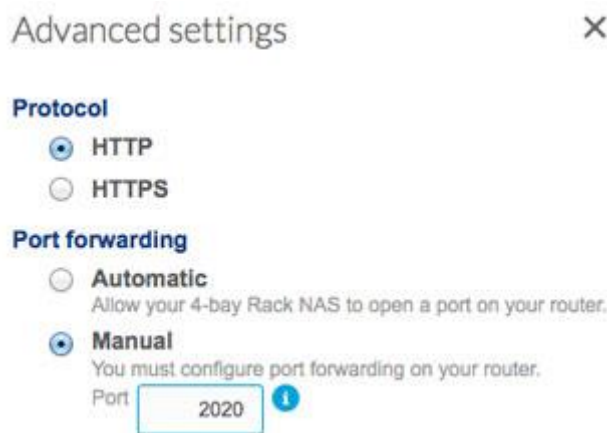 Advanced settings
Protocol
HTTP
HTTPS
Port forwarding
Automatic
Allow your 4-bay Rack NAS to open a port on your router.
Manual
You must configure port forwarding on your router.
Port 2020